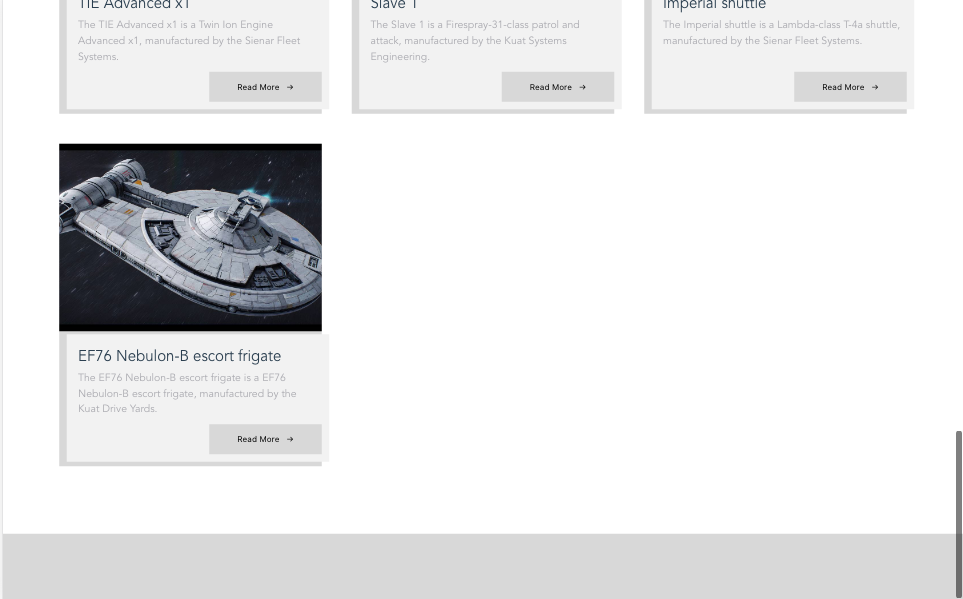 TIE Advanced x1
The TIE Advanced x1 is a Twin Ion Engine
Advanced x1, manufactured by the Sienar Fleet
Systems.
Read More →
Slave 1
The Slave 1 is a Firespray-31-class patrol and
attack, manufactured by the Kuat Systems
Engineering.
Read More →
Imperial shuttle
The Imperial shuttle is a Lambda-class T-4a shuttle,
manufactured by the Sienar Fleet Systems.
Read More →
EF76 Nebulon-B escort frigate
The EF76 Nebulon-B escort frigate is a EF76
Nebulon-B escort frigate, manufactured by the
Kuat Drive Yards.
Read More →